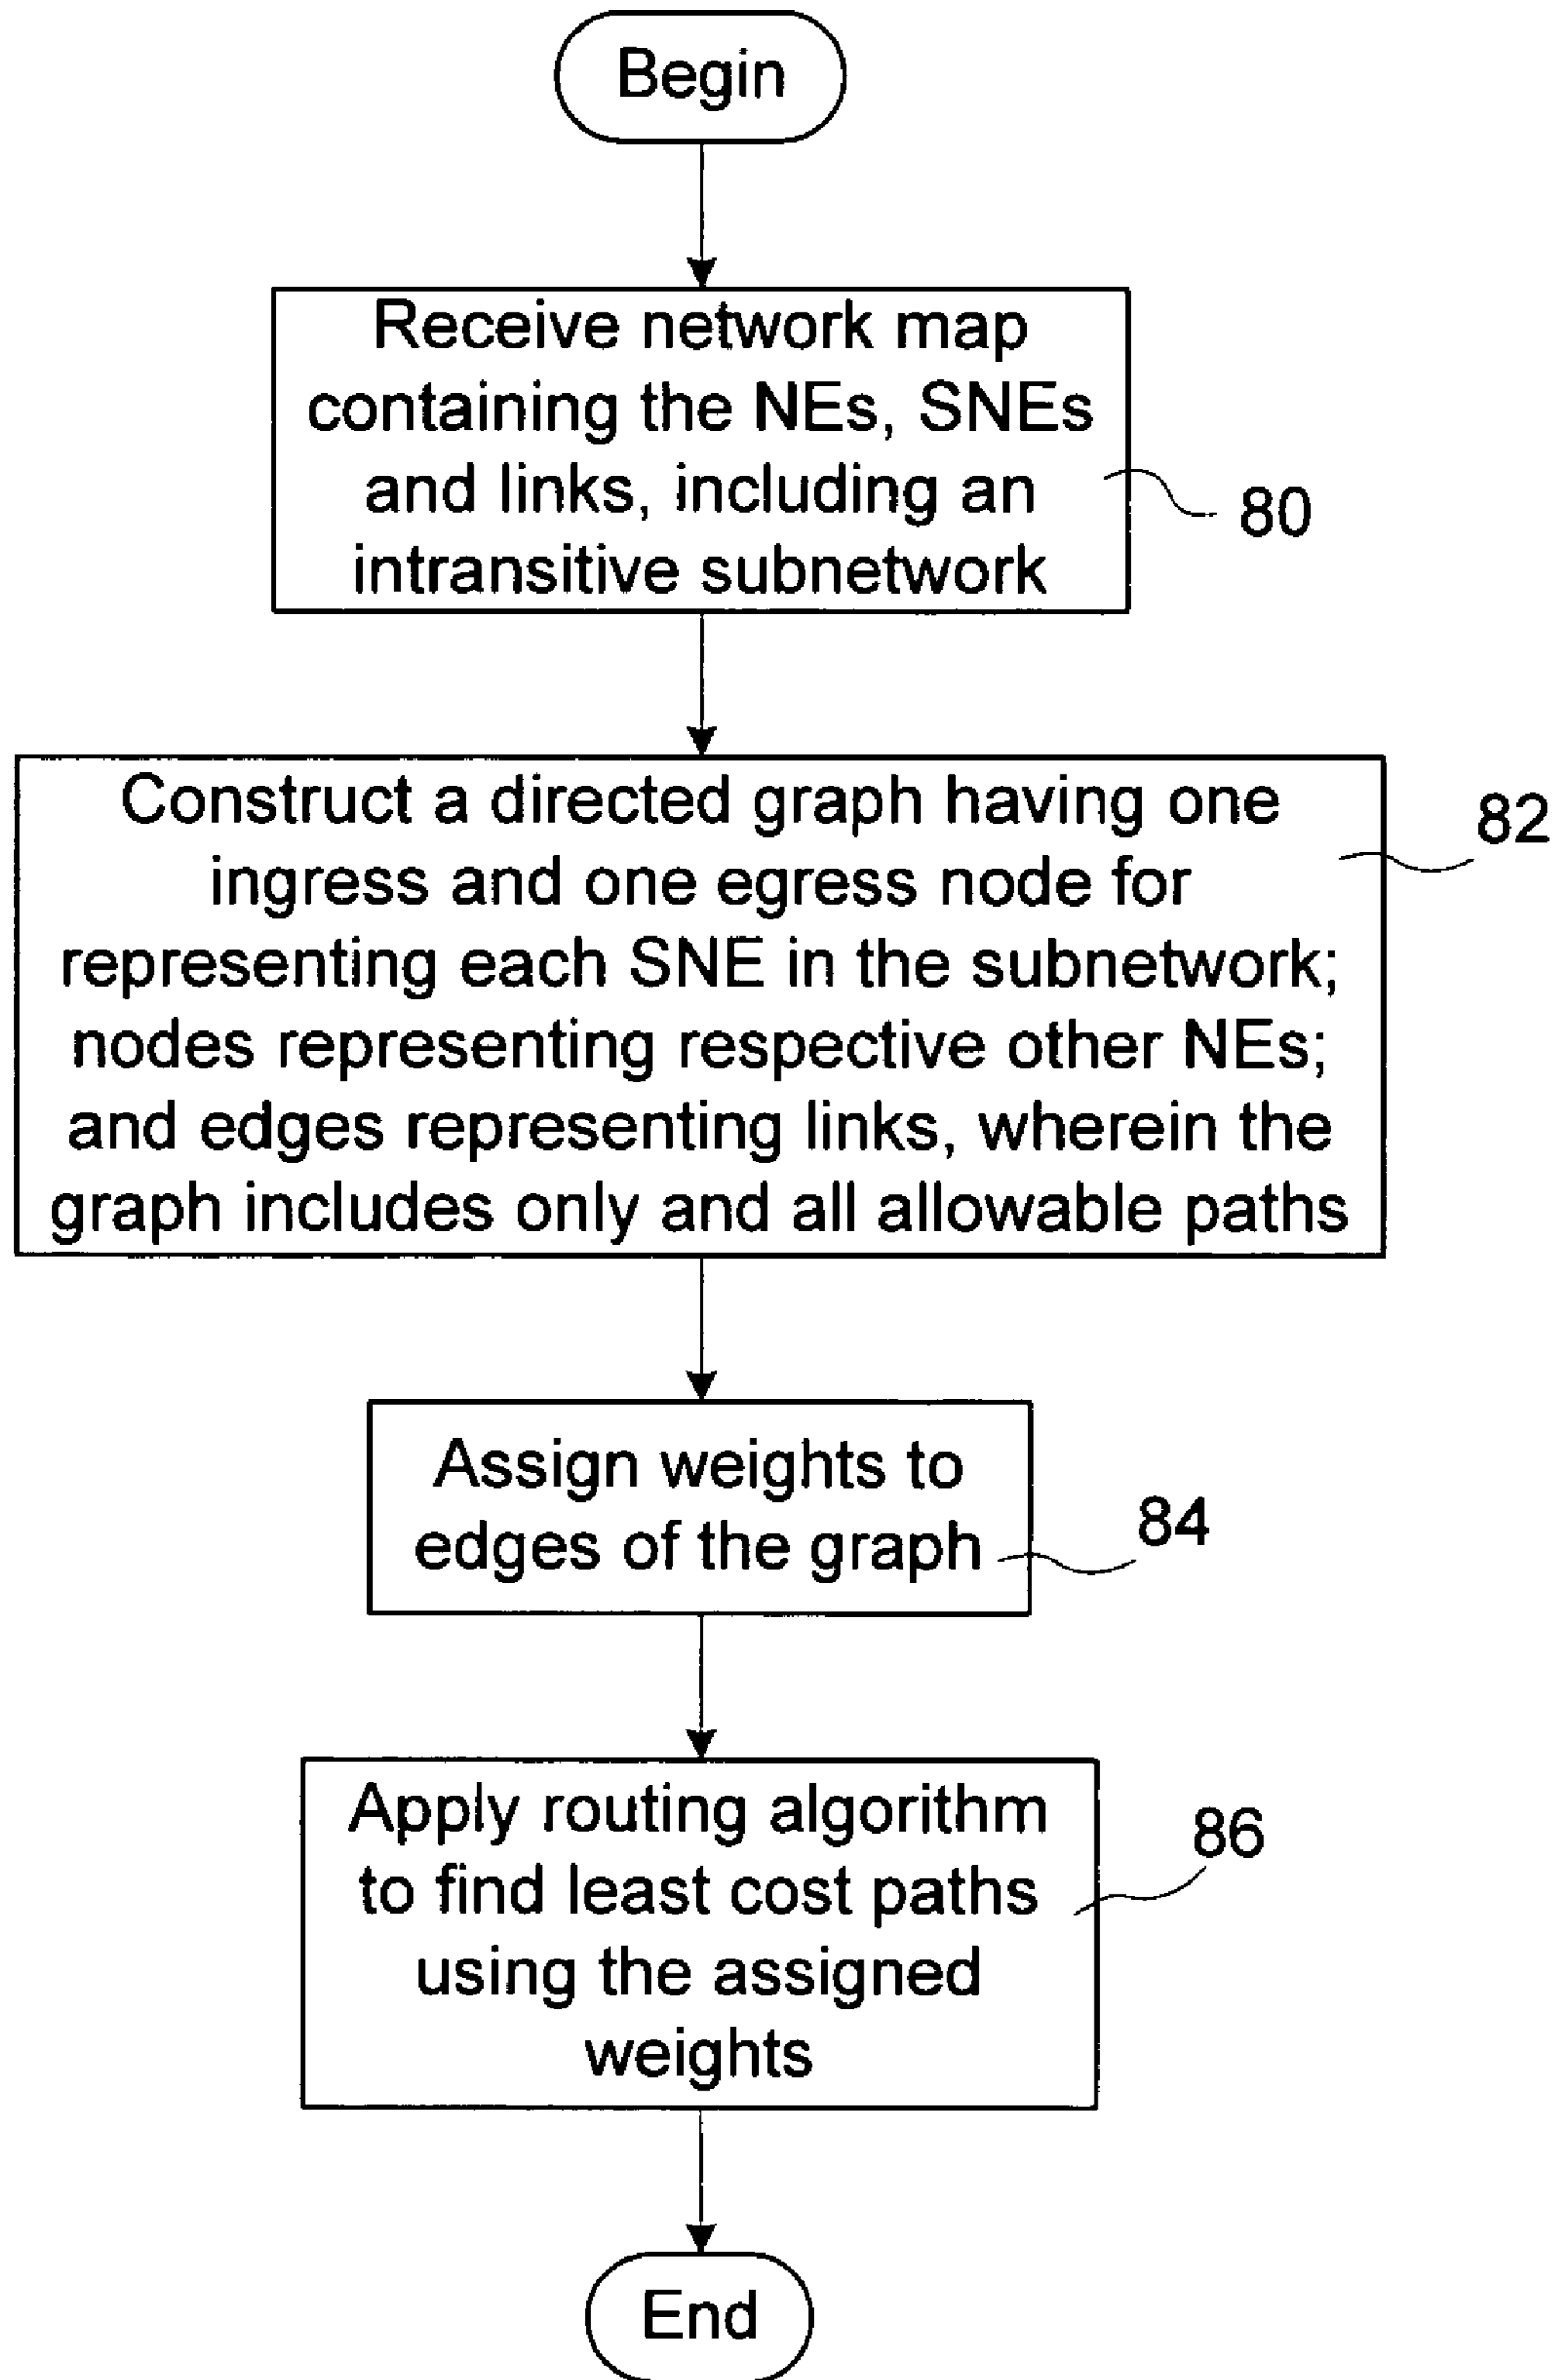 Begin
Receive network map
containing the NEs, SNEs
and links, including an
intransitive subnetwork
80
Construct a directed graph having one
ingress and one egress node for
representing each SNE in the subnetwork;
nodes representing respective other NEs;
and edges representing links, wherein the
graph includes only and all allowable paths
82
Assign weights to
edges of the graph
84
Apply routing algorithm
to find least cost paths
using the assigned
weights
86
End